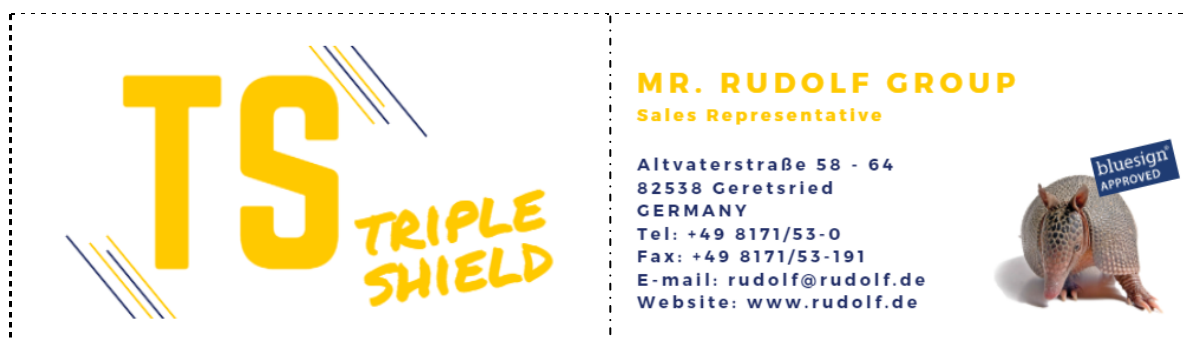 TS
TRIPLE
SHIELD
MR. RUDOLF GROUP
Sales Representative
Altvaterstraße 58 - 64
82538 Geretsried
GERMANY
Tel: +49 8171/53-0
Fax: +49 8171/53-191
E-mail: rudolf@rudolf.de
Website: www.rudolf.de
bluesign®
APPROVED